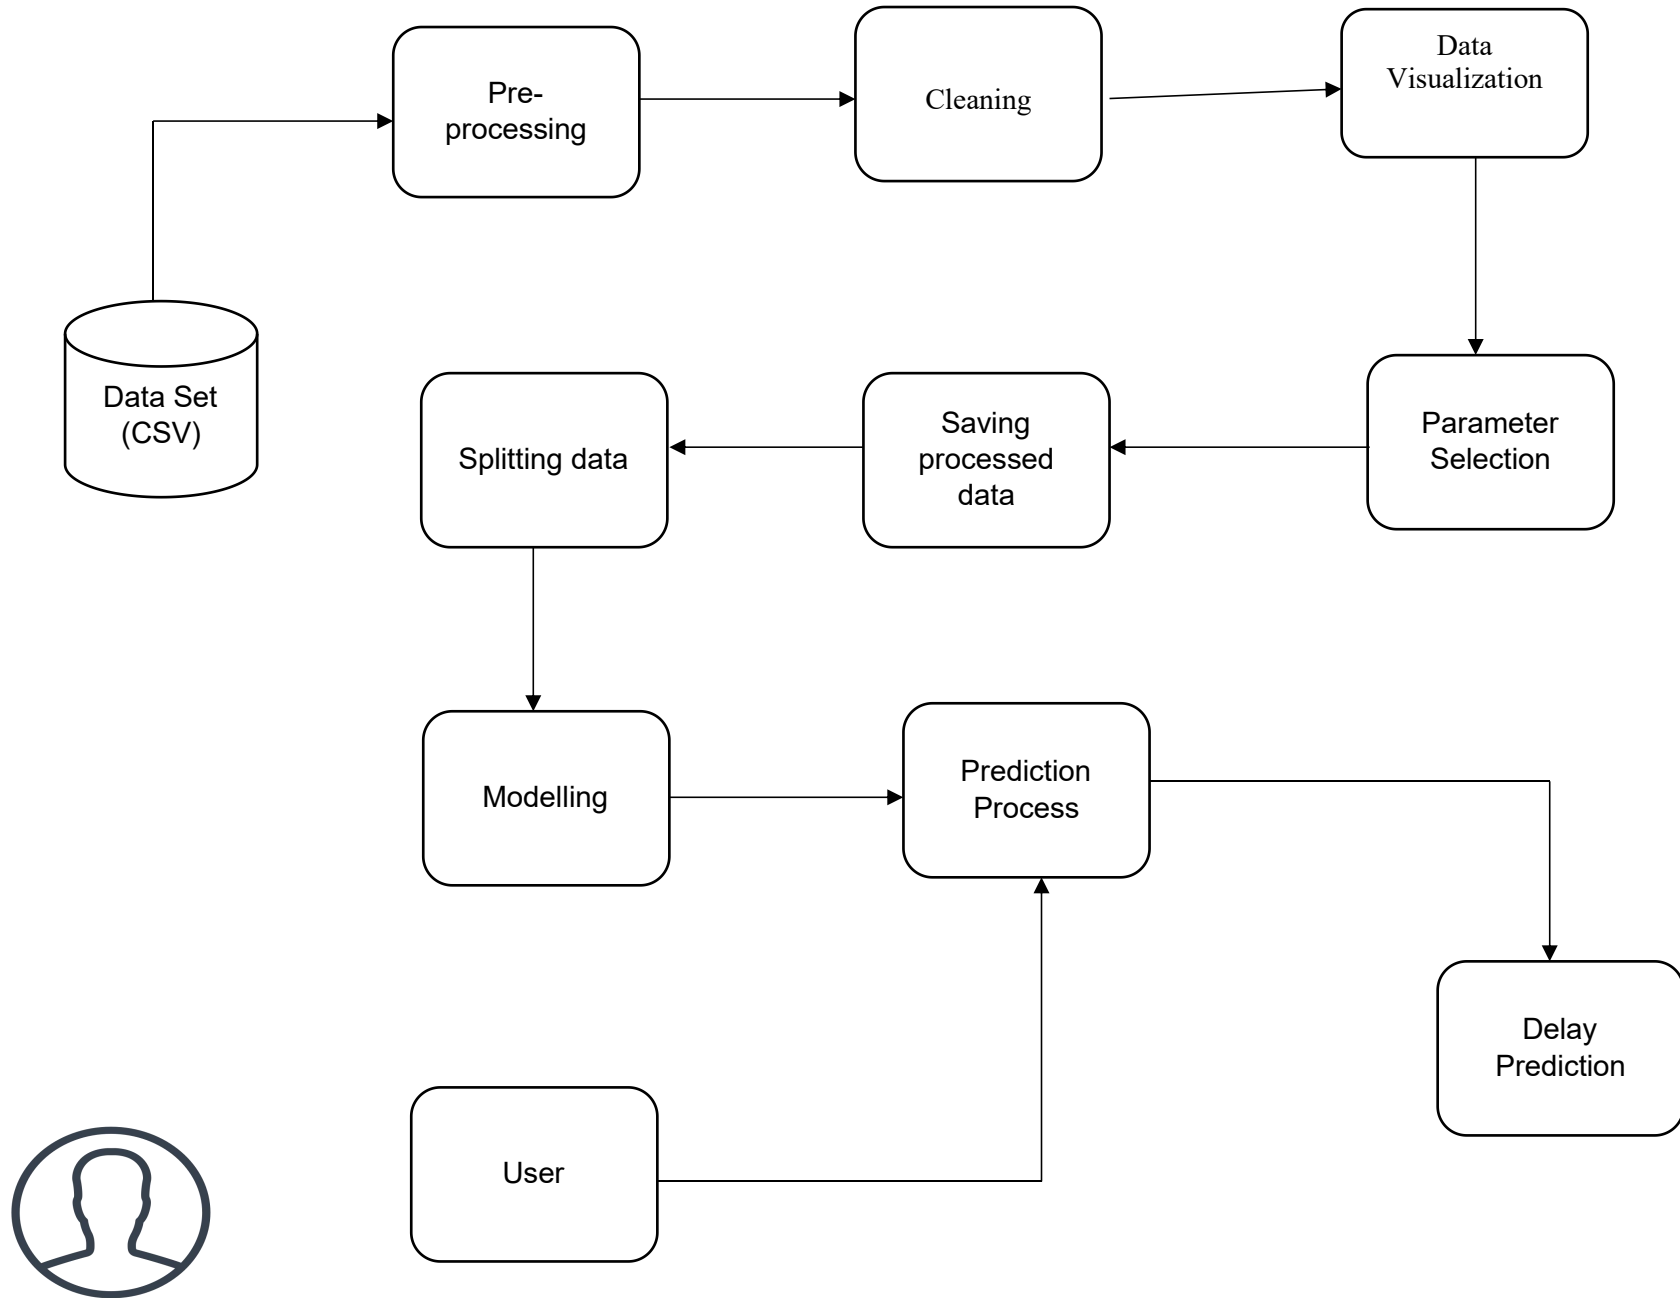 Pre-
processing
Cleaning
Data
Visualization
Data Set
(CSV)
Splitting data
Saving
processed
data
Parameter
Selection
Modelling
Prediction
Process
Delay
Prediction
User